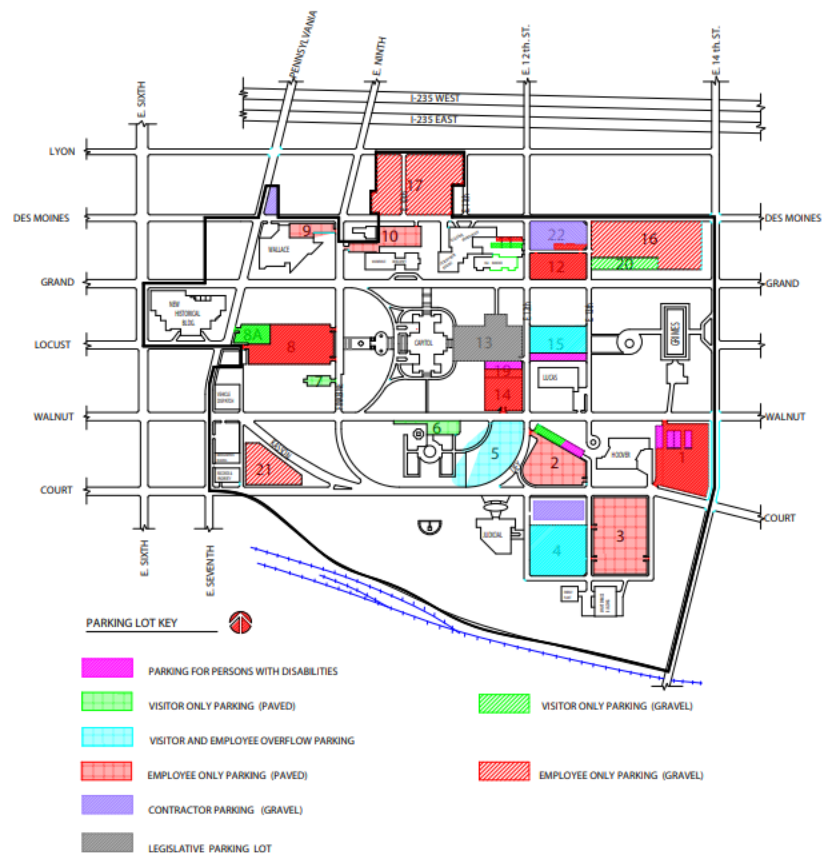 PENNSYLVANIA
E. NINTH
E. 12th. ST.
E. 14th ST.
E. SIXTH
I-235 WEST
I-235 EAST
LYON
17
DES MOINES
DES MOINES
9
10
22
16
WALLACE
12
20
GRAND
GRAND
NEW
HISTORICAL
BLDG.
8A
8
CAPITOL
13
15
GRIMES
LOCUST
LOCUST
7
19
14
LUCAS
VEHICLE
DISPATCH
WALNUT
WALNUT
6
5
2
HOOVER
1
21
COURT
COURT
JUDICIAL
4
3
E. SIXTH
E. SEVENTH
PARKING LOT KEY
PARKING FOR PERSONS WITH DISABILITIES
VISITOR ONLY PARKING (PAVED)
VISITOR ONLY PARKING (GRAVEL)
VISITOR AND EMPLOYEE OVERFLOW PARKING
EMPLOYEE ONLY PARKING (PAVED)
EMPLOYEE ONLY PARKING (GRAVEL)
CONTRACTOR PARKING (GRAVEL)
LEGISLATIVE PARKING LOT